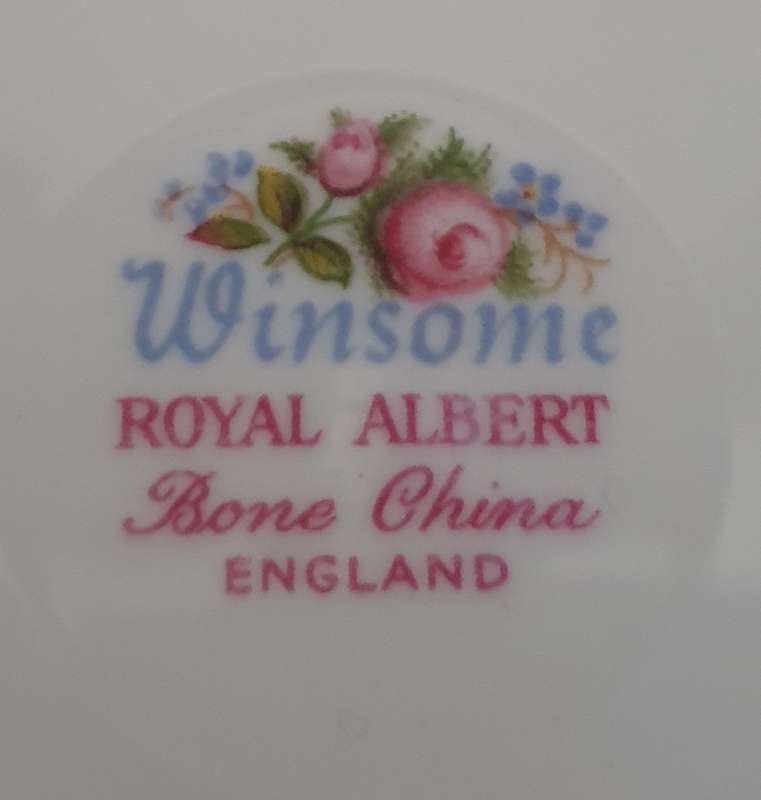 Winsome
ROYAL ALBERT
Bone China
ENGLAND